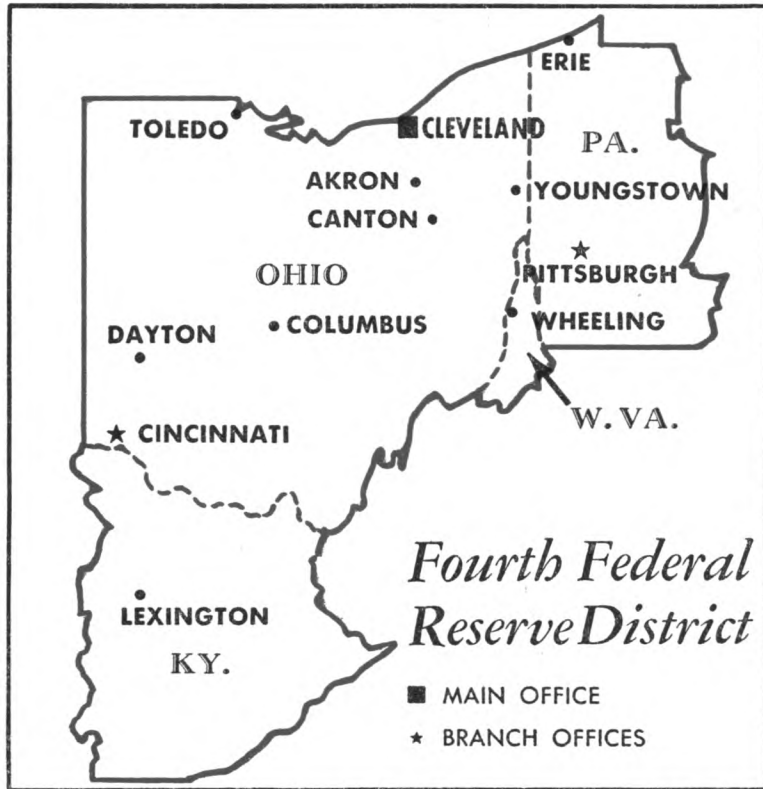 ERIE
TOLEDO
CLEVELAND
PA.
AKRON
YOUNGSTOWN
CANTON
OHIO
PITTSBURGH
COLUMBUS
WHEELING
DAYTON
W. VA.
CINCINNATI
Fourth Federal
Reserve District
LEXINGTON
KY.
MAIN OFFICE
BRANCH OFFICES